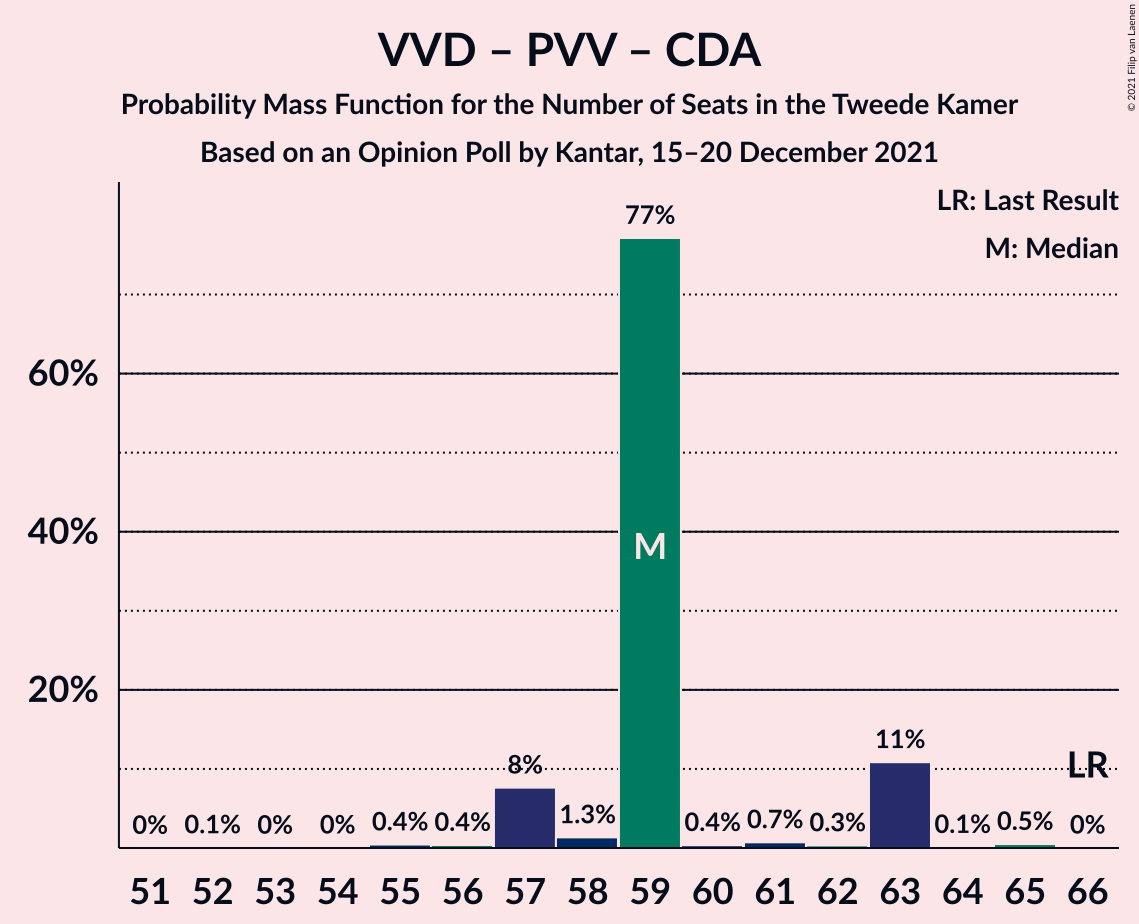 VVD – PVV – CDA
Probability Mass Function for the Number of Seats in the Tweede Kamer
Based on an Opinion Poll by Kantar, 15–20 December 2021
© 2021 Filip van Laenen
LR: Last Result
M: Median
77%
60%
40%
M
20%
11%
8%
LR
0% 0.1% 0% 0% 0.4% 0.4% 1.3% 0.4% 0.7% 0.3% 0.1% 0.5% 0%
51 52 53 54 55 56 57 58 59 60 61 62 63 64 65 66